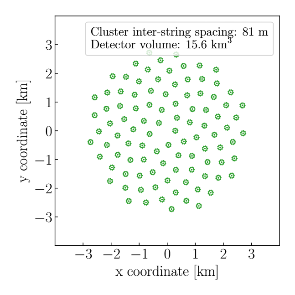 Cluster inter-string spacing: 81 m
Detector volume: 15.6 km³
3
2
1
0
−1
−2
−3
y coordinate [km]
−3 −2 −1 0 1 2 3
x coordinate [km]